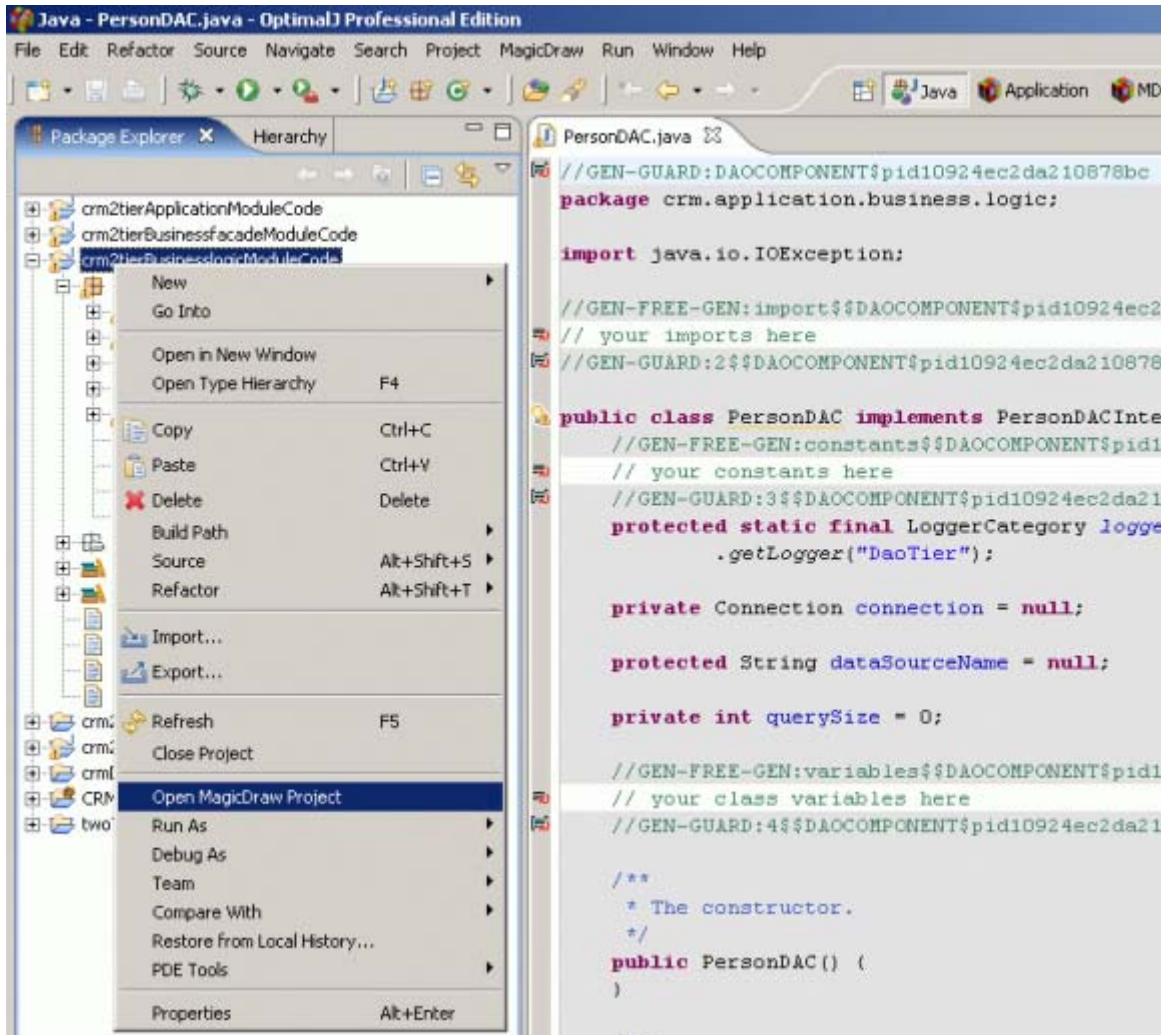 Java - PersonDAC.java - OptimalJ Professional Edition
File Edit Refactor Source Navigate Search Project MagicDraw Run Window Help
Java Application MD
Package Explorer Hierarchy
crm2tierApplicationModuleCode
crm2tierBusinessfacadeModuleCode
crm2tierBusinesslogicModuleCode
New
Go Into
Open in New Window
Open Type Hierarchy F4
Copy Ctrl+C
Paste Ctrl+V
Delete Delete
Build Path
Source Alt+Shift+S
Refactor Alt+Shift+T
Import...
Export...
Refresh F5
Close Project
Open MagicDraw Project
Run As
Debug As
Team
Compare With
Restore from Local History...
PDE Tools
Properties Alt+Enter
PersonDAC.java
//GEN-GUARD:DAOCOMPONENT$pid10924ec2da210878bc
package crm.application.business.logic;
import java.io.IOException;
//GEN-FREE-GEN:import$$DAOCOMPONENT$pid10924ec2
// your imports here
//GEN-GUARD:2$$DAOCOMPONENT$pid10924ec2da210878
public class PersonDAC implements PersonDACInte
//GEN-FREE-GEN:constants$$DAOCOMPONENT$pid1
// your constants here
//GEN-GUARD:3$$DAOCOMPONENT$pid10924ec2da21
protected static final LoggerCategory logge
.getLogger("DaoTier");
private Connection connection = null;
protected String dataSourceName = null;
private int querySize = 0;
//GEN-FREE-GEN:variables$$DAOCOMPONENT$pid1
// your class variables here
//GEN-GUARD:4$$DAOCOMPONENT$pid10924ec2da21
/**
* The constructor.
*/
public PersonDAC() {
}